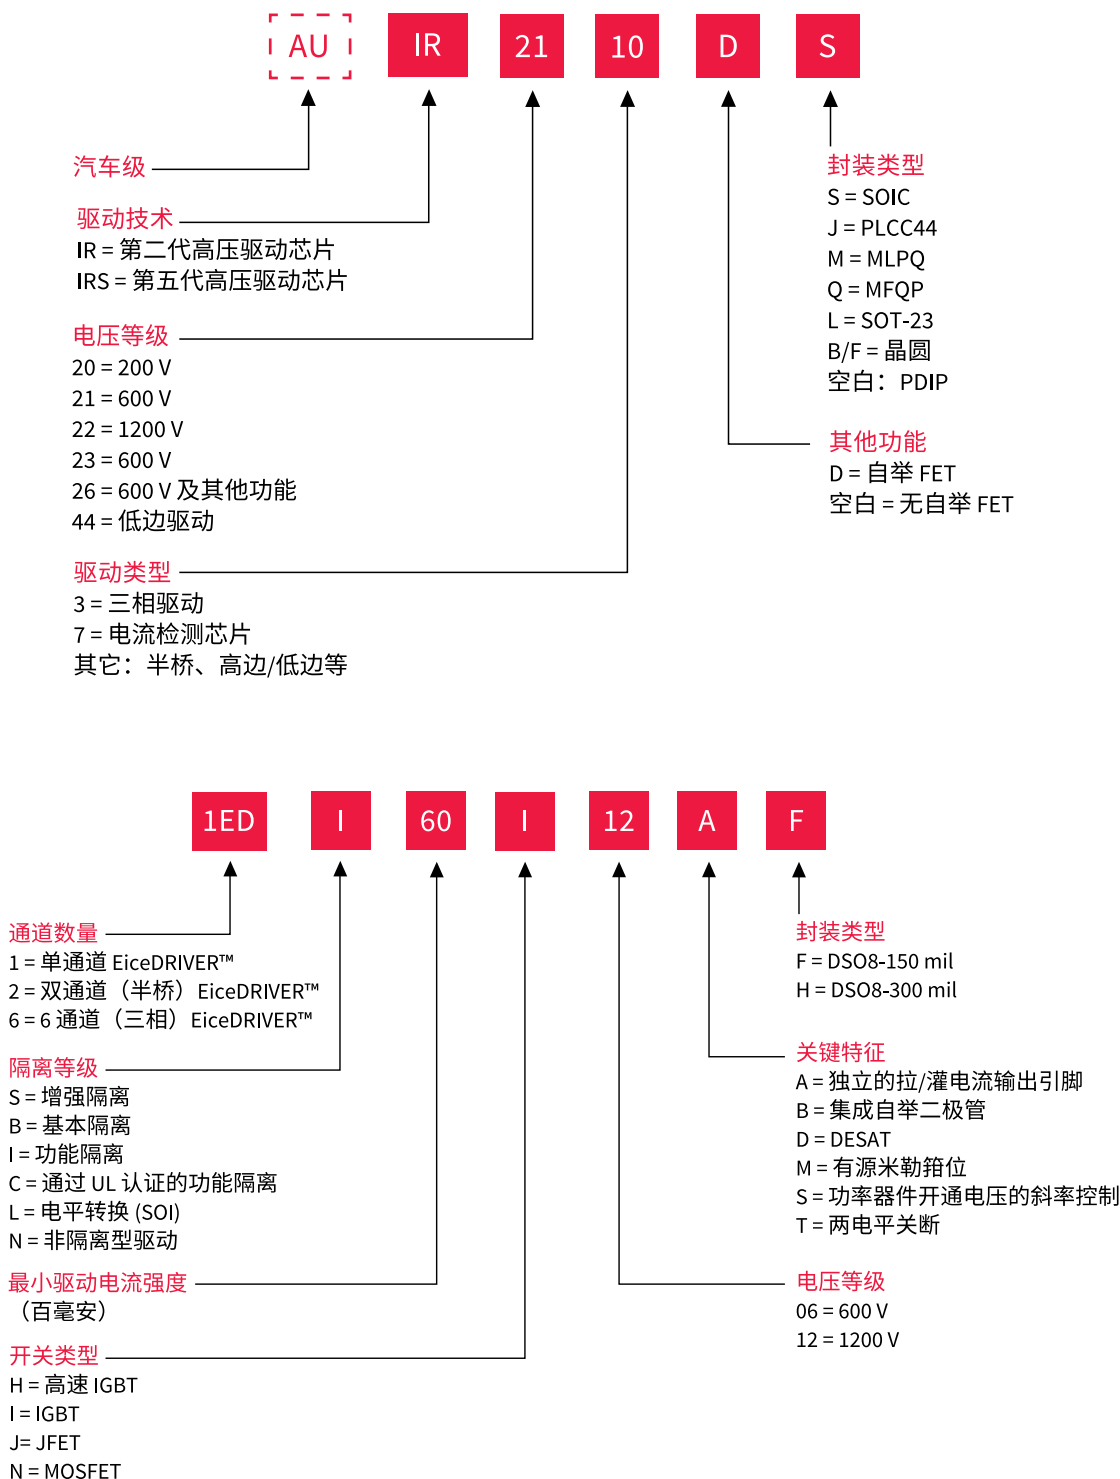 AU IR 21 10 D S
汽车级
驱动技术
IR = 第二代高压驱动芯片
IRS = 第五代高压驱动芯片
电压等级
20 = 200 V
21 = 600 V
22 = 1200 V
23 = 600 V
26 = 600 V 及其他功能
44 = 低边驱动
驱动类型
3 = 三相驱动
7 = 电流检测芯片
其它：半桥、高边/低边等
封装类型
S = SOIC
J = PLCC44
M = MLPQ
Q = MFQP
L = SOT-23
B/F = 晶圆
空白：PDIP
其他功能
D = 自举 FET
空白 = 无自举 FET
1ED I 60 I 12 A F
通道数量
1 = 单通道 EiceDRIVER™
2 = 双通道（半桥）EiceDRIVER™
6 = 6 通道（三相）EiceDRIVER™
隔离等级
S = 增强隔离
B = 基本隔离
I = 功能隔离
C = 通过 UL 认证的功能隔离
L = 电平转换 (SOI)
N = 非隔离型驱动
最小驱动电流强度
（百毫安）
开关类型
H = 高速 IGBT
I = IGBT
J= JFET
N = MOSFET
封装类型
F = DSO8-150 mil
H = DSO8-300 mil
关键特征
A = 独立的拉/灌电流输出引脚
B = 集成自举二极管
D = DESAT
M = 有源米勒箝位
S = 功率器件开通电压的斜率控制
T = 两电平关断
电压等级
06 = 600 V
12 = 1200 V